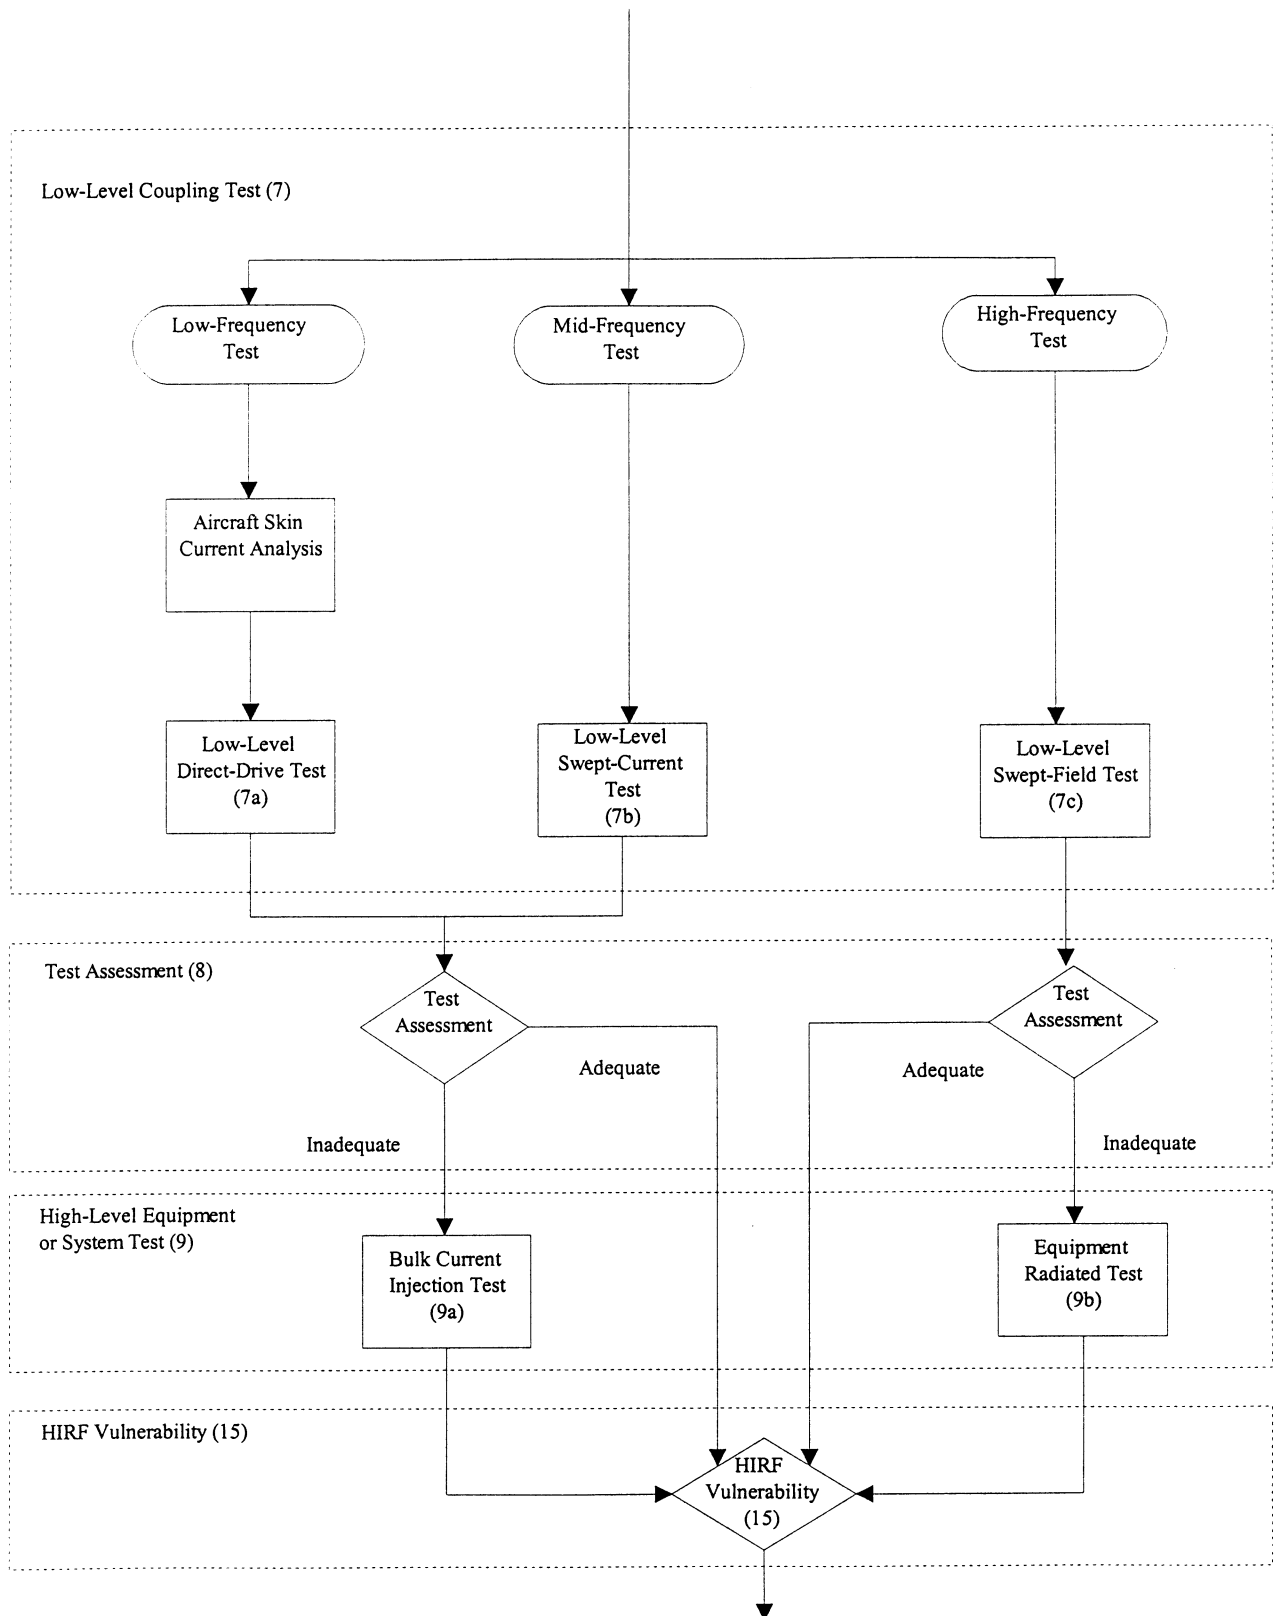 Low-Level Coupling Test (7)
Low-Frequency
Test
Mid-Frequency
Test
High-Frequency
Test
Aircraft Skin
Current Analysis
Low-Level
Direct-Drive Test
(7a)
Low-Level
Swept-Current
Test
(7b)
Low-Level
Swept-Field Test
(7c)
Test Assessment (8)
Test
Assessment
Test
Assessment
Adequate
Adequate
Inadequate
Inadequate
High-Level Equipment
or System Test (9)
Bulk Current
Injection Test
(9a)
Equipment
Radiated Test
(9b)
HIRF Vulnerability (15)
HIRF
Vulnerability
(15)